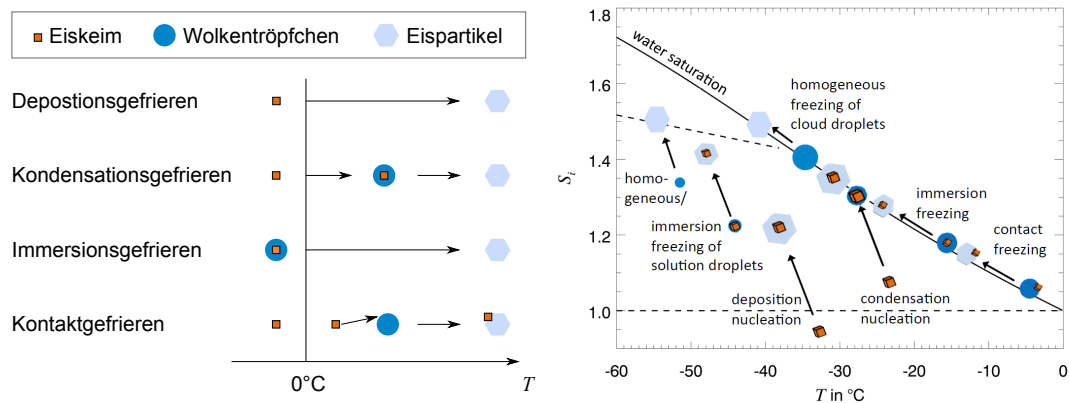 Eiskeim
Wolkentröpfchen
Eispartikel
Depostionsgefrieren
Kondensationsgefrieren
Immersionsgefrieren
Kontaktgefrieren
0°C
T
1.8
1.6
1.4
1.2
1.0
S_i
water saturation
homogeneous
freezing of
cloud droplets
homo-
geneous/
immersion
freezing of
solution droplets
immersion
freezing
contact
freezing
deposition
nucleation
condensation
nucleation
-60
-50
-40
-30
-20
-10
0
T in °C